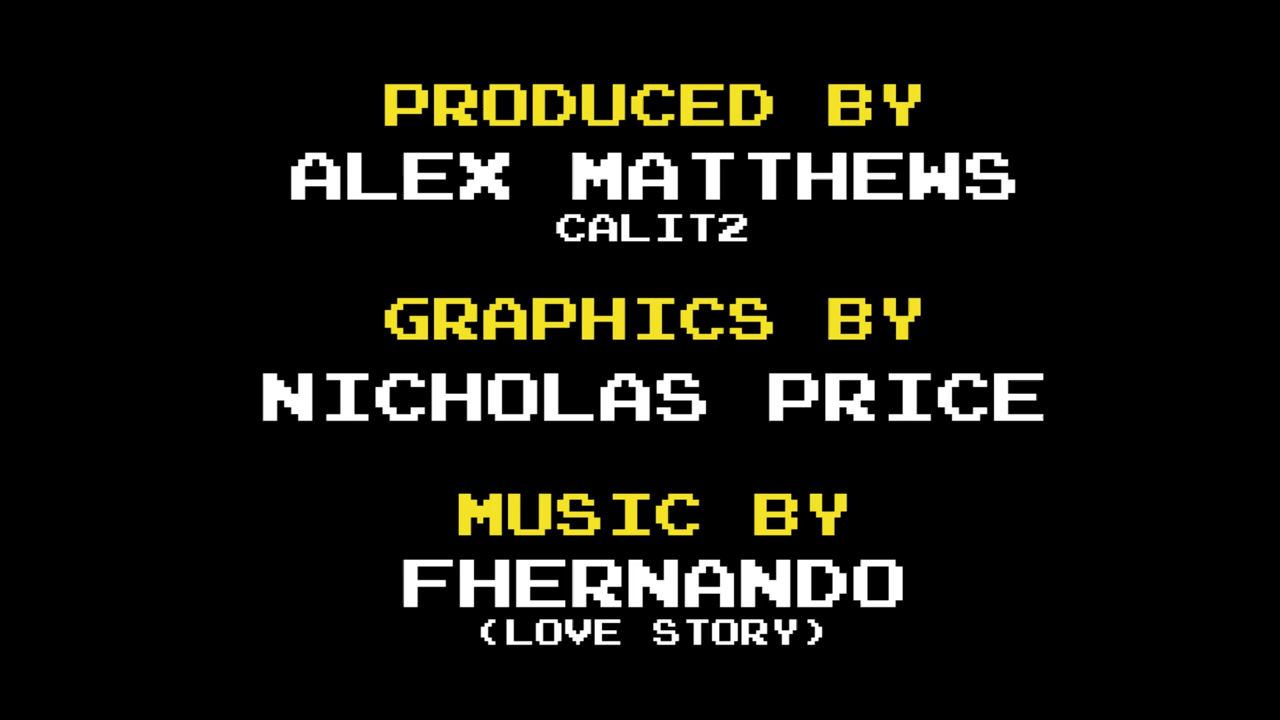 PRODUCED BY
ALEX MATTHEWS
CALIT2
GRAPHICS BY
NICHOLAS PRICE
MUSIC BY
FHERNANDO
(LOVE STORY)